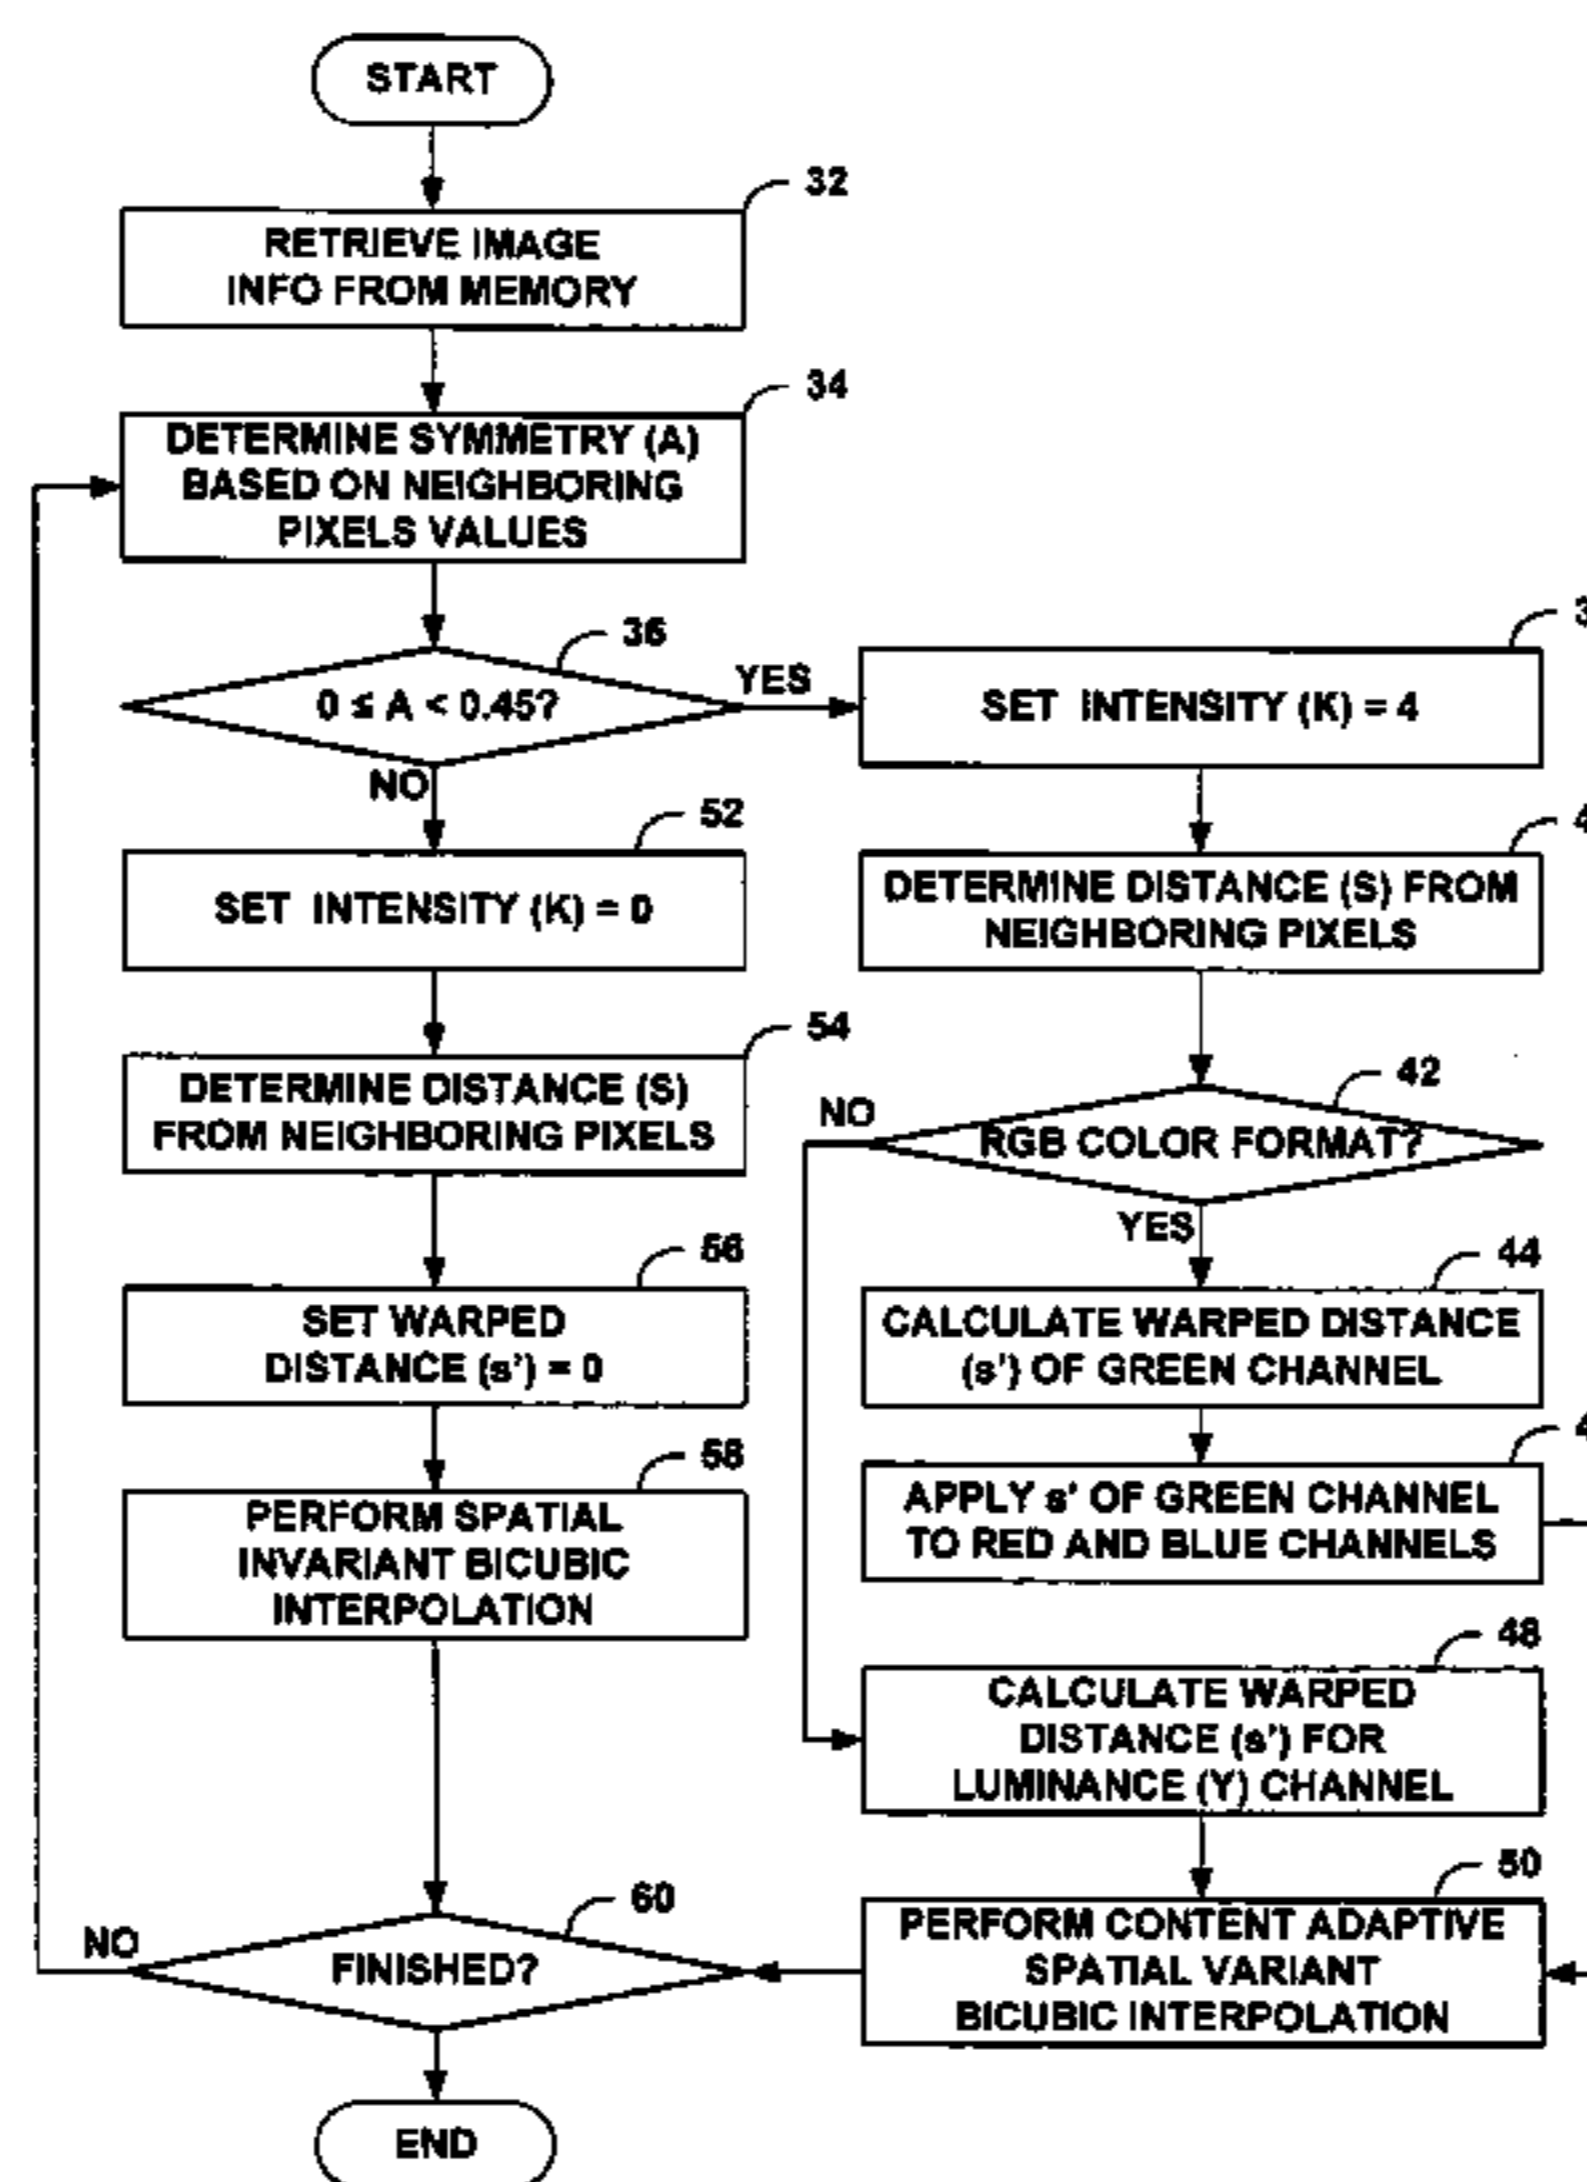 START
32
RETRIEVE IMAGE
INFO FROM MEMORY
34
DETERMINE SYMMETRY (A)
BASED ON NEIGHBORING
PIXELS VALUES
36
0 ≤ A < 0.45?
YES
NO
SET INTENSITY (K) = 4
52
SET INTENSITY (K) = 0
DETERMINE DISTANCE (S) FROM
NEIGHBORING PIXELS
54
DETERMINE DISTANCE (S)
FROM NEIGHBORING PIXELS
42
NO
RGB COLOR FORMAT?
YES
56
SET WARPED
DISTANCE (s') = 0
44
CALCULATE WARPED DISTANCE
(s') OF GREEN CHANNEL
58
PERFORM SPATIAL
INVARIANT BICUBIC
INTERPOLATION
APPLY s' OF GREEN CHANNEL
TO RED AND BLUE CHANNELS
48
CALCULATE WARPED
DISTANCE (s') FOR
LUMINANCE (Y) CHANNEL
50
PERFORM CONTENT ADAPTIVE
SPATIAL VARIANT
BICUBIC INTERPOLATION
60
NO
FINISHED?
END